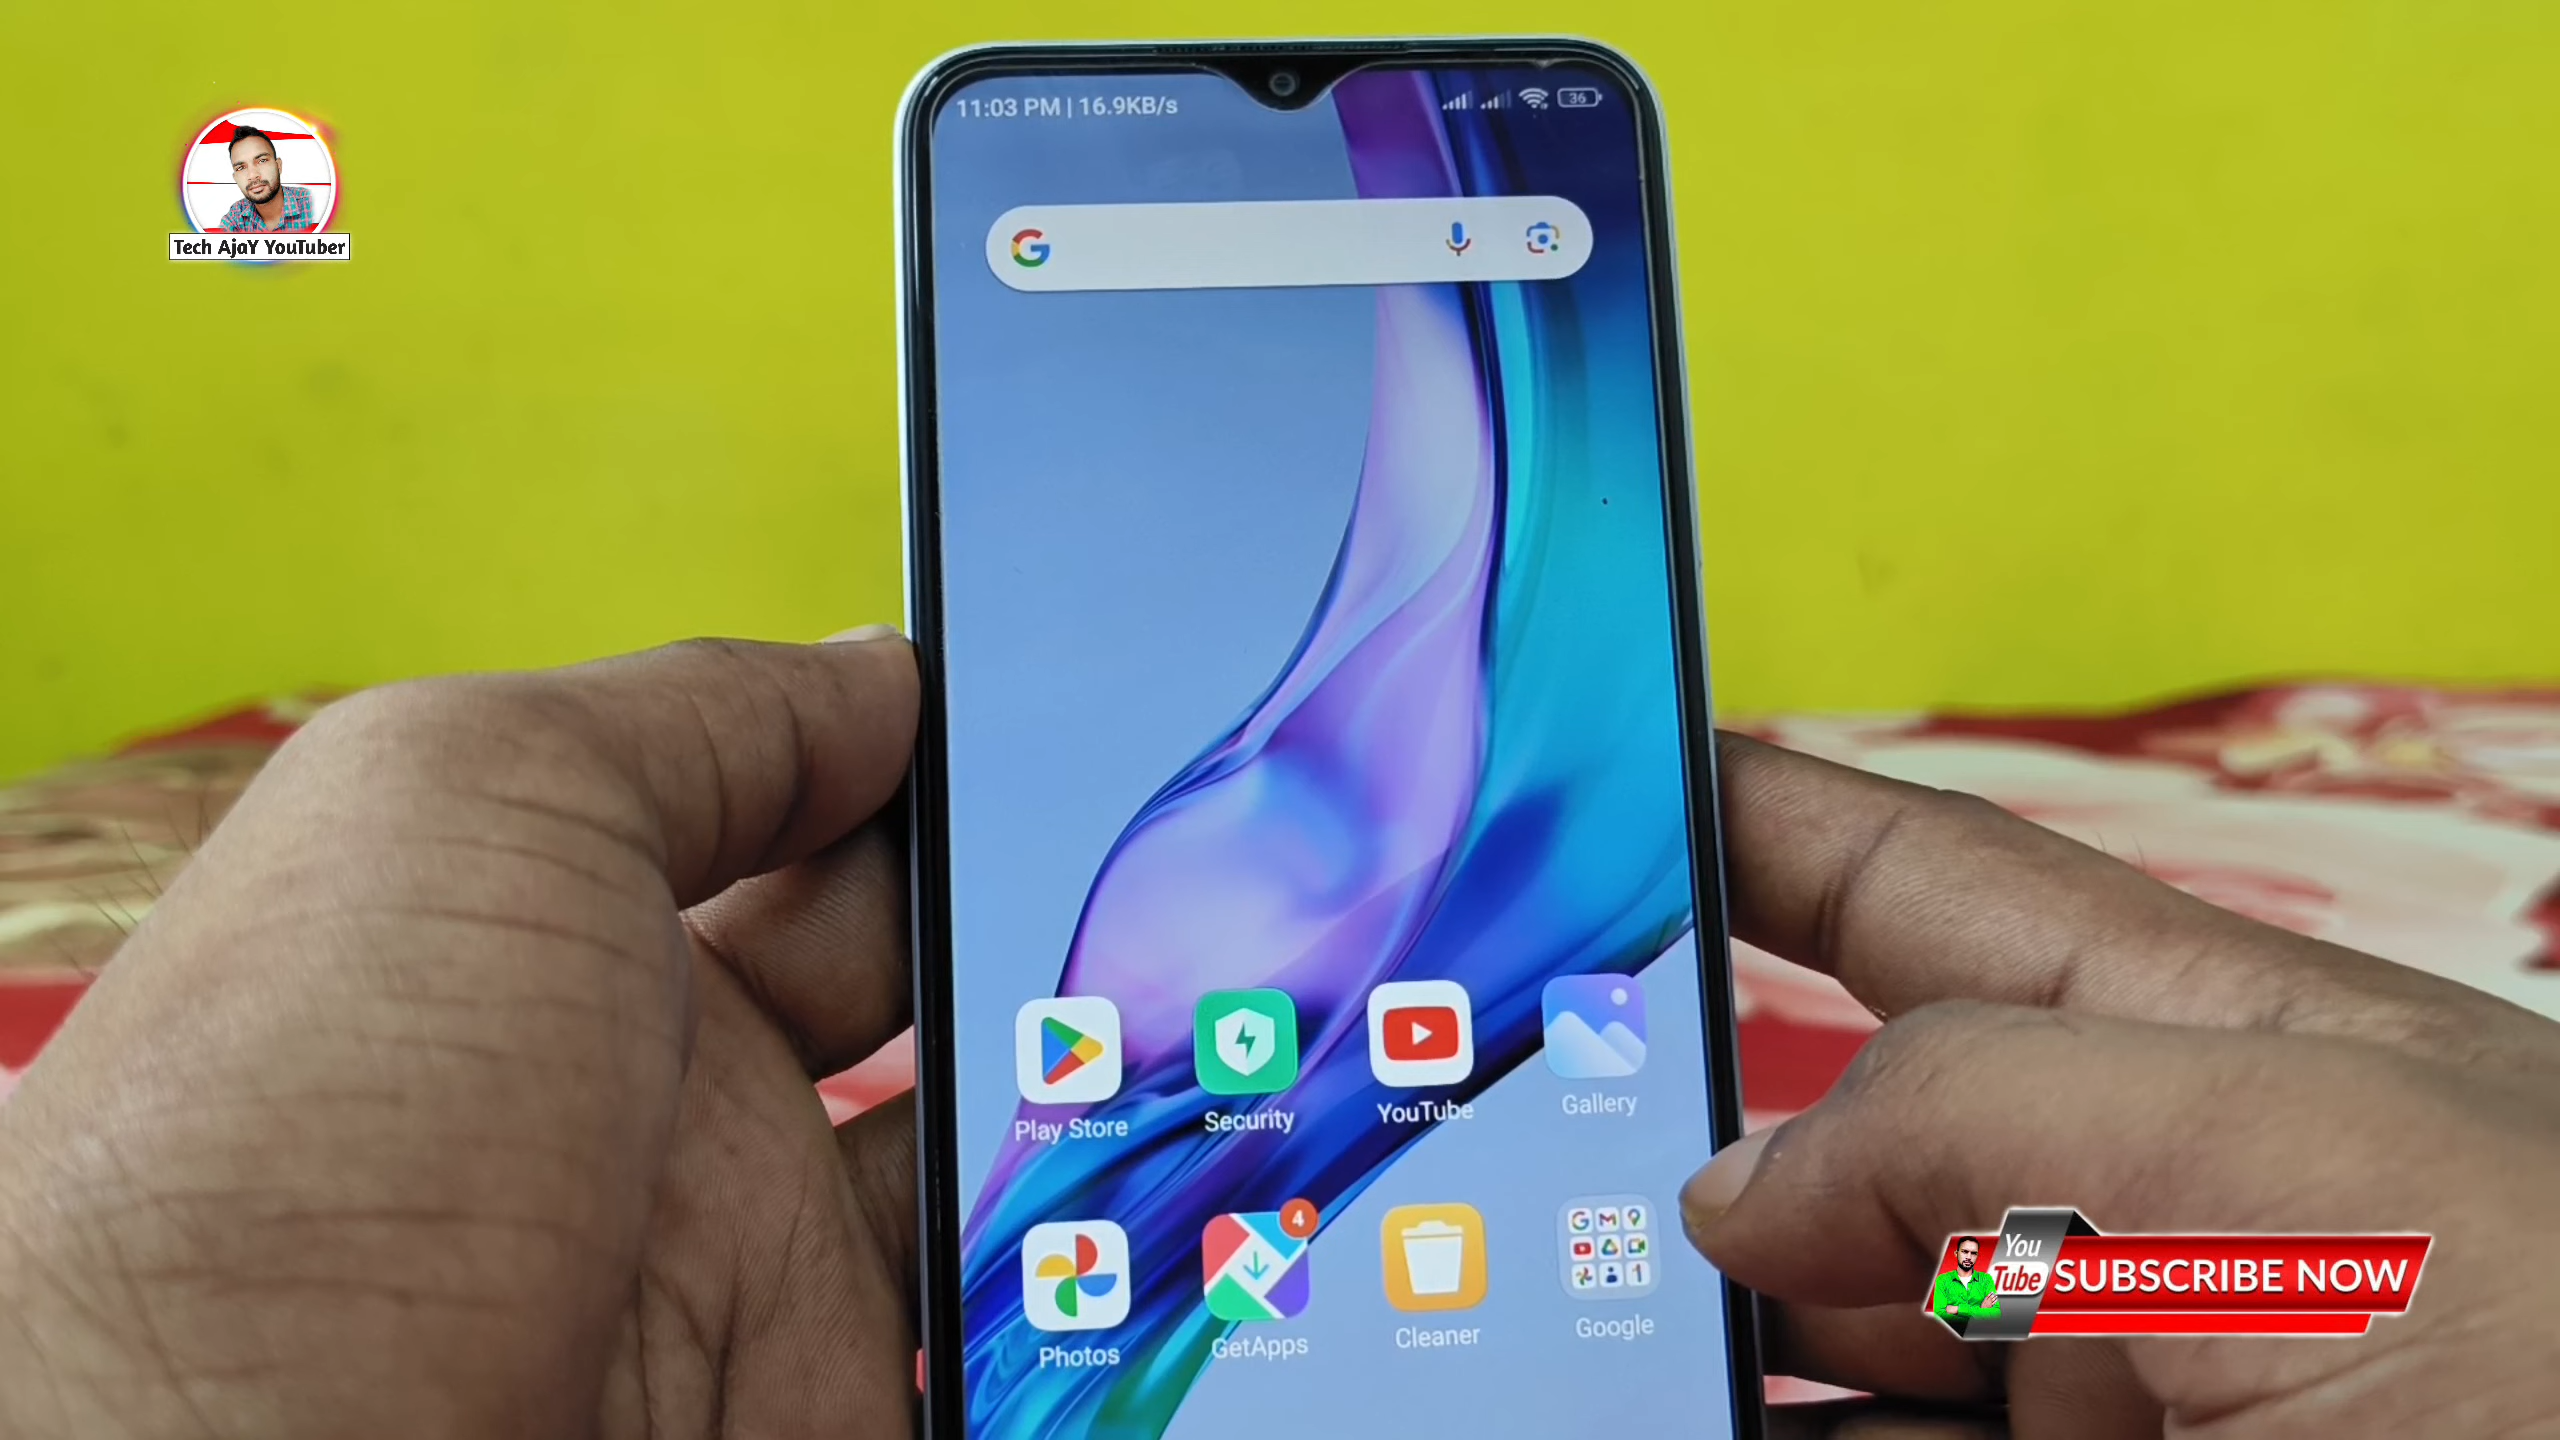 11:03 PM | 16.9KB/s
36
Tech AjaY YouTuber
Play Store
Security
YouTube
Gallery
4
Photos
GetApps
Cleaner
Google
You
Tube
SUBSCRIBE NOW